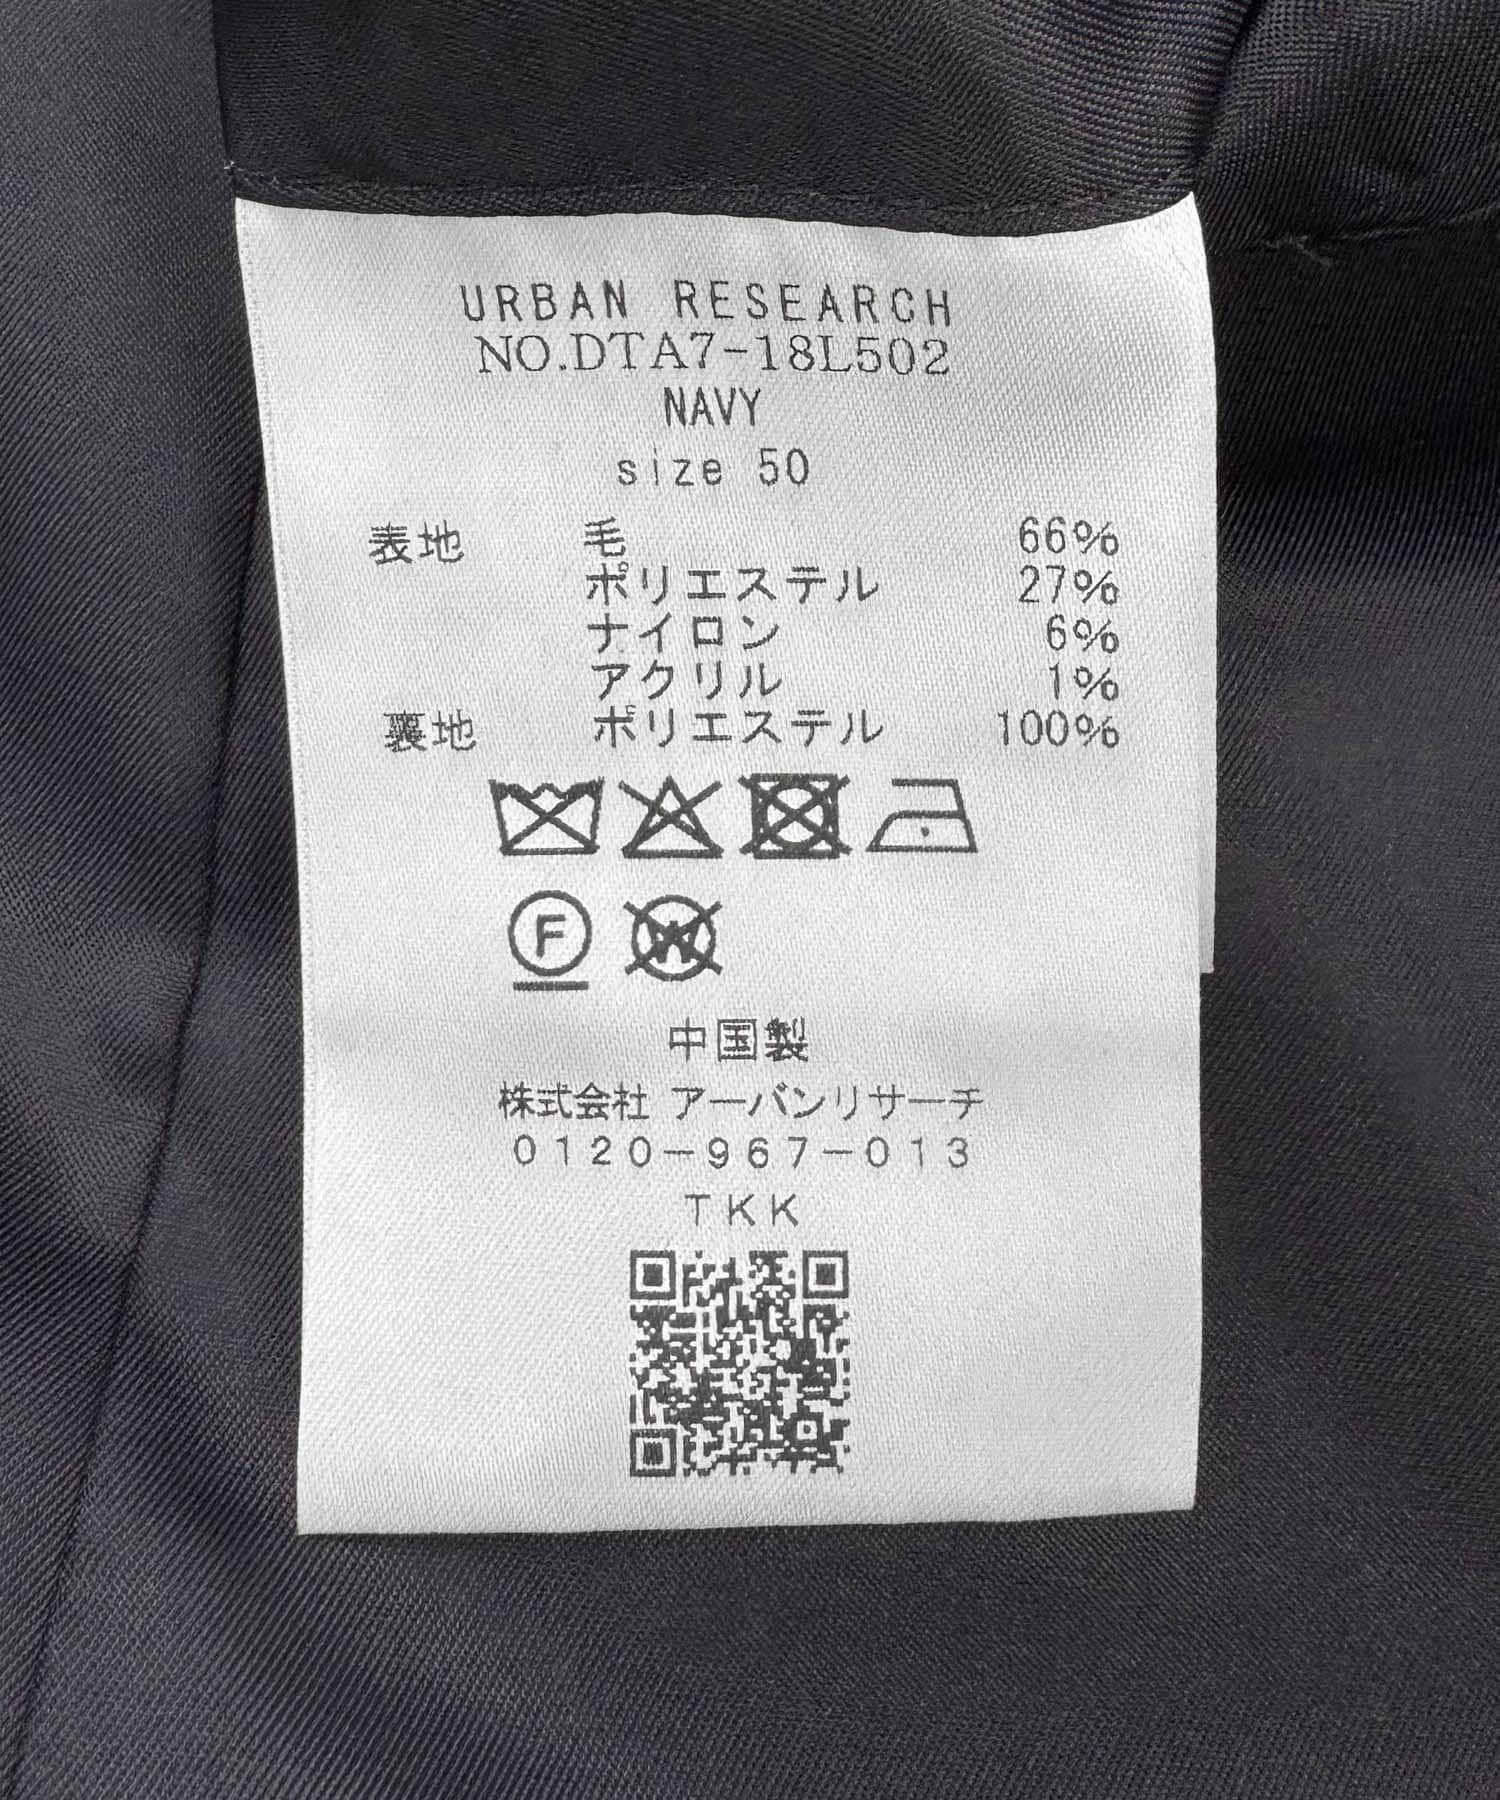 URBAN RESEARCH
NO.DTA7-18L502
NAVY
size 50
表地 毛 66%
ポリエステル 27%
ナイロン 6%
アクリル 1%
裏地 ポリエステル 100%
F W
中国製
株式会社 アーバンリサーチ
0120-967-013
TKK